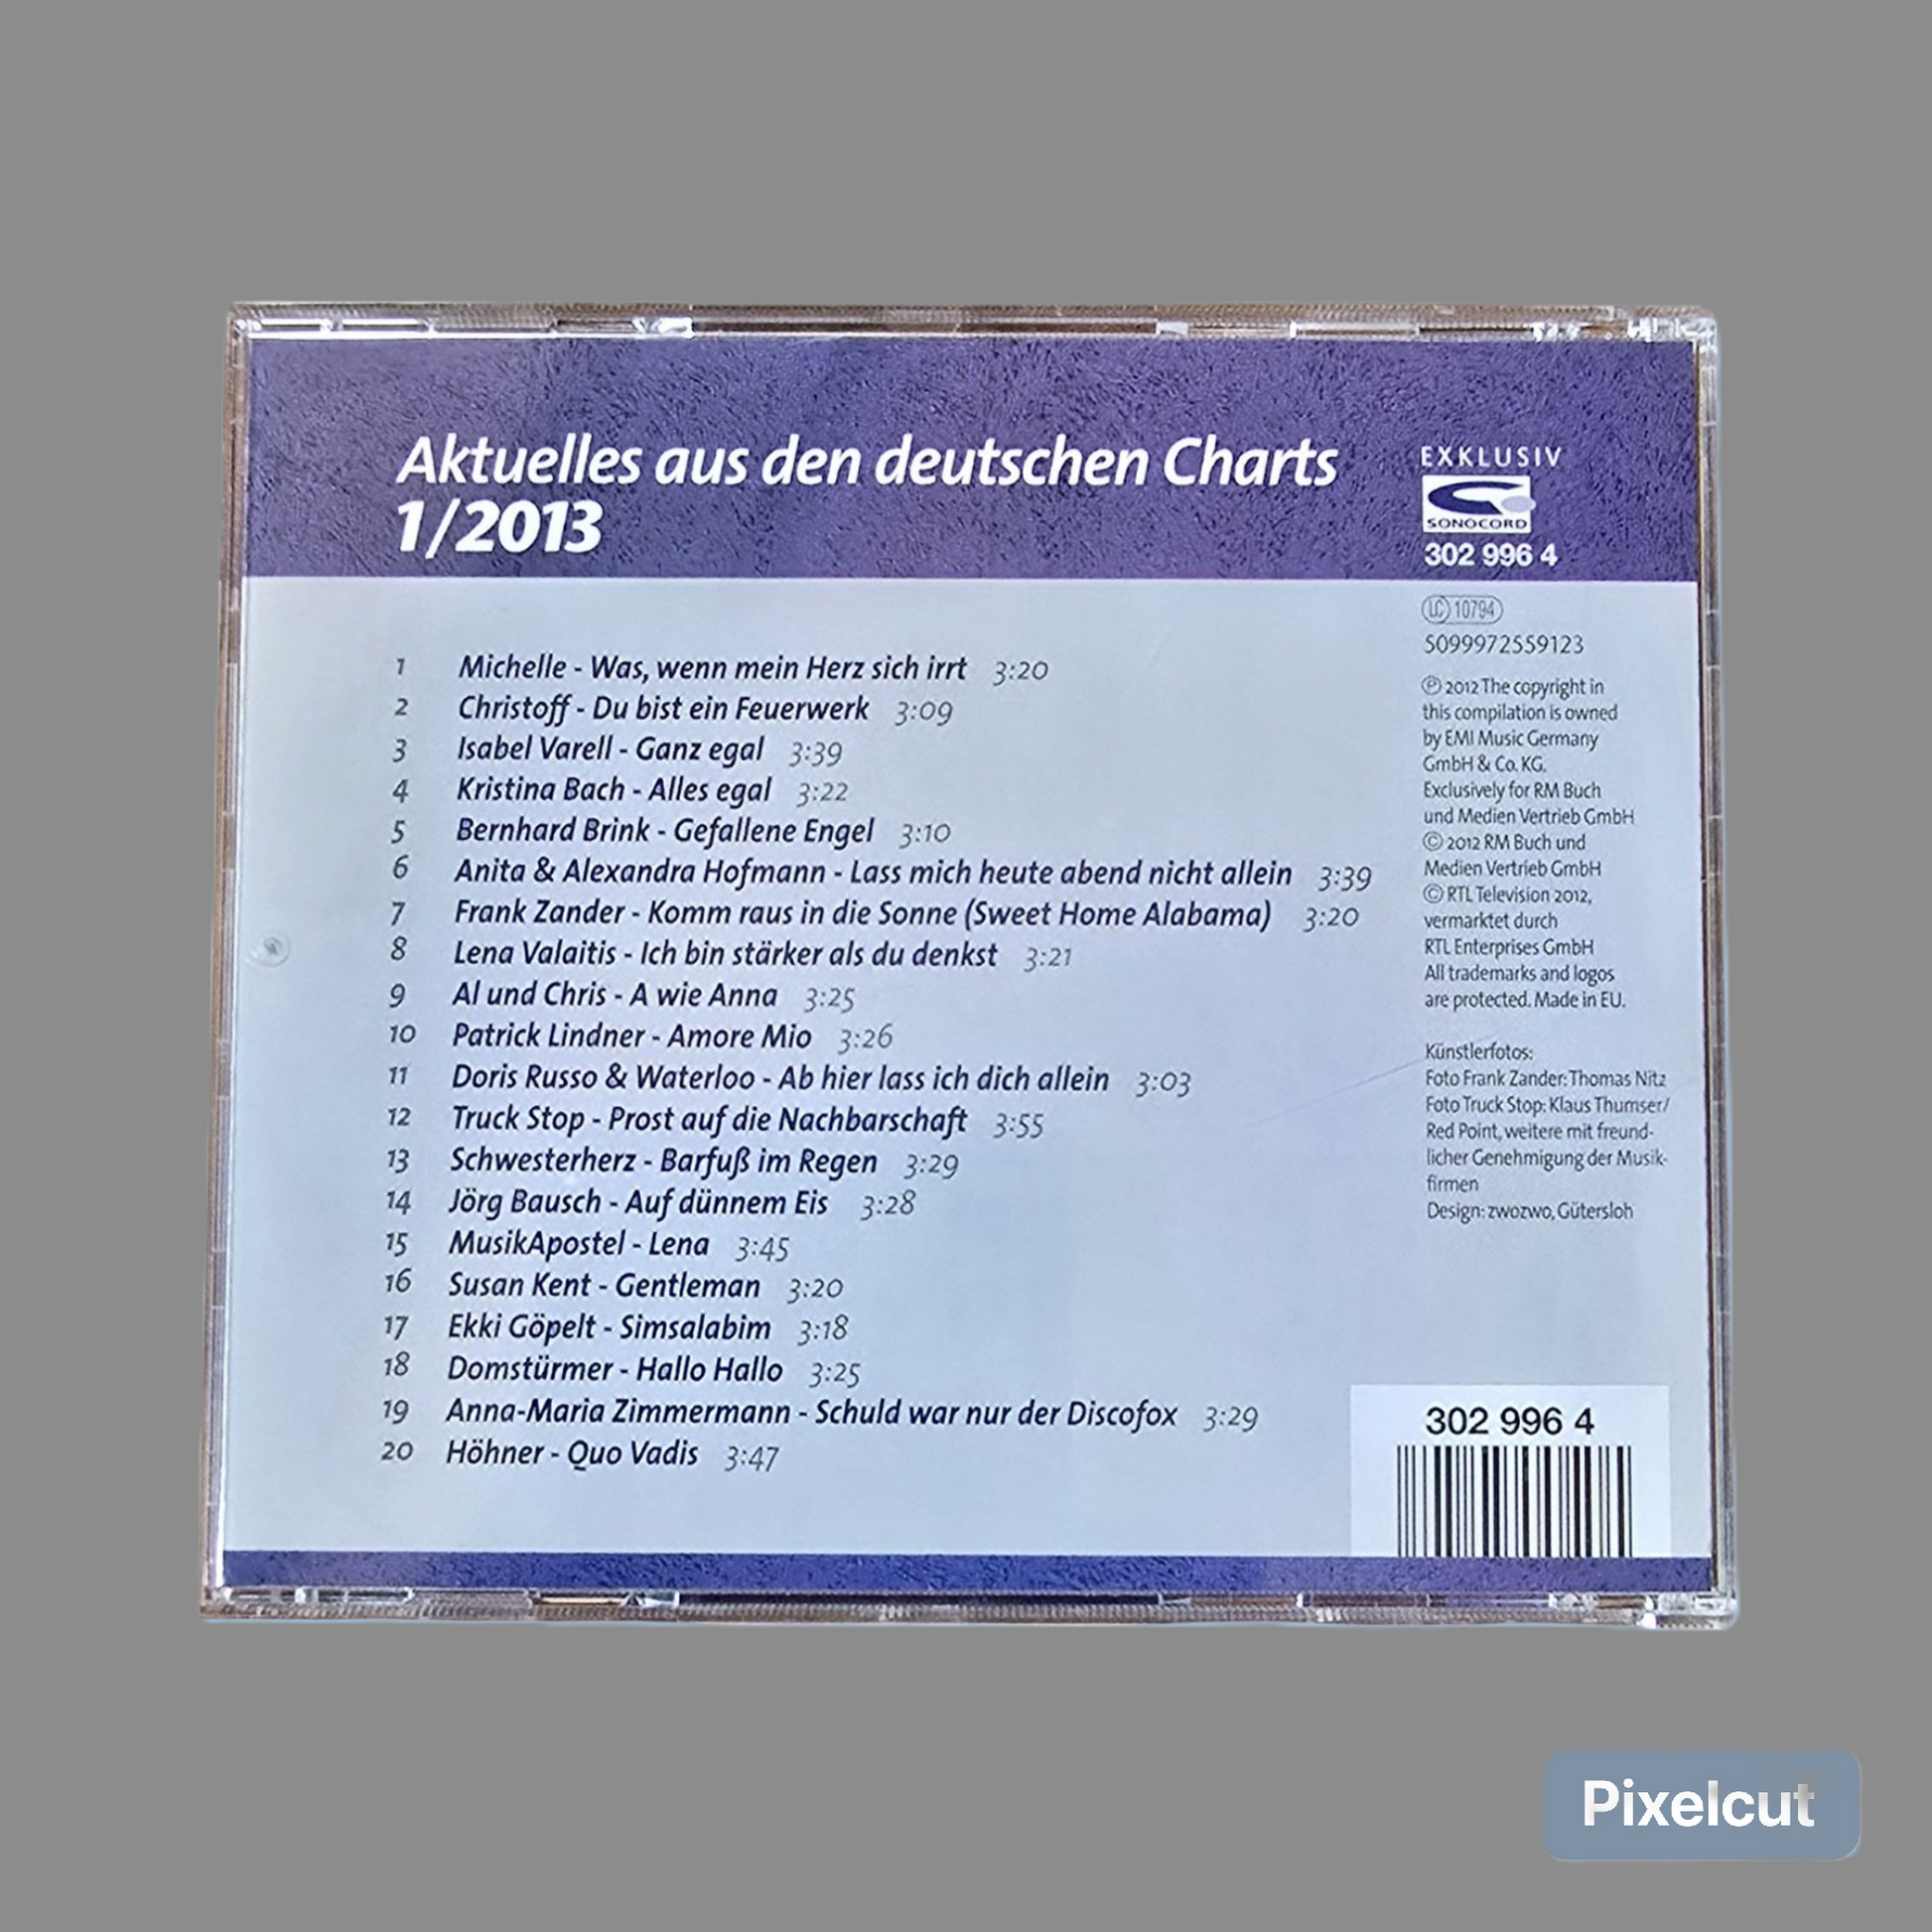 Aktuelles aus den deutschen Charts
1/2013
EXKLUSIV
SONOCORD
302 996 4
1 Michelle - Was, wenn mein Herz sich irrt 3:20
2 Christoff - Du bist ein Feuerwerk 3:09
3 Isabel Varell - Ganz egal 3:39
4 Kristina Bach - Alles egal 3:22
5 Bernhard Brink - Gefallene Engel 3:10
6 Anita & Alexandra Hofmann - Lass mich heute abend nicht allein 3:39
7 Frank Zander - Komm raus in die Sonne (Sweet Home Alabama) 3:20
8 Lena Valaitis - Ich bin stärker als du denkst 3:21
9 Al und Chris - A wie Anna 3:25
10 Patrick Lindner - Amore Mio 3:26
11 Doris Russo & Waterloo - Ab hier lass ich dich allein 3:03
12 Truck Stop - Prost auf die Nachbarschaft 3:55
13 Schwesterherz - Barfuß im Regen 3:29
14 Jörg Bausch - Auf dünnem Eis 3:28
15 MusikApostel - Lena 3:45
16 Susan Kent - Gentleman 3:20
17 Ekki Göpelt - Simsalabim 3:18
18 Domstürmer - Hallo Hallo 3:25
19 Anna-Maria Zimmermann - Schuld war nur der Discofox 3:29
20 Höhner - Quo Vadis 3:47
LC 10794
5099972559123
℗ 2012 The copyright in
this compilation is owned
by EMI Music Germany
GmbH & Co. KG.
Exclusively for RM Buch
und Medien Vertrieb GmbH
© 2012 RM Buch und
Medien Vertrieb GmbH
© RTL Television 2012,
vermarktet durch
RTL Enterprises GmbH
All trademarks and logos
are protected. Made in EU.
Künstlerfotos:
Foto Frank Zander: Thomas Nitz
Foto Truck Stop: Klaus Thumser/
Red Point, weitere mit freund-
licher Genehmigung der Musik-
firmen
Design: zwozwo, Gütersloh
302 996 4
Pixelcut